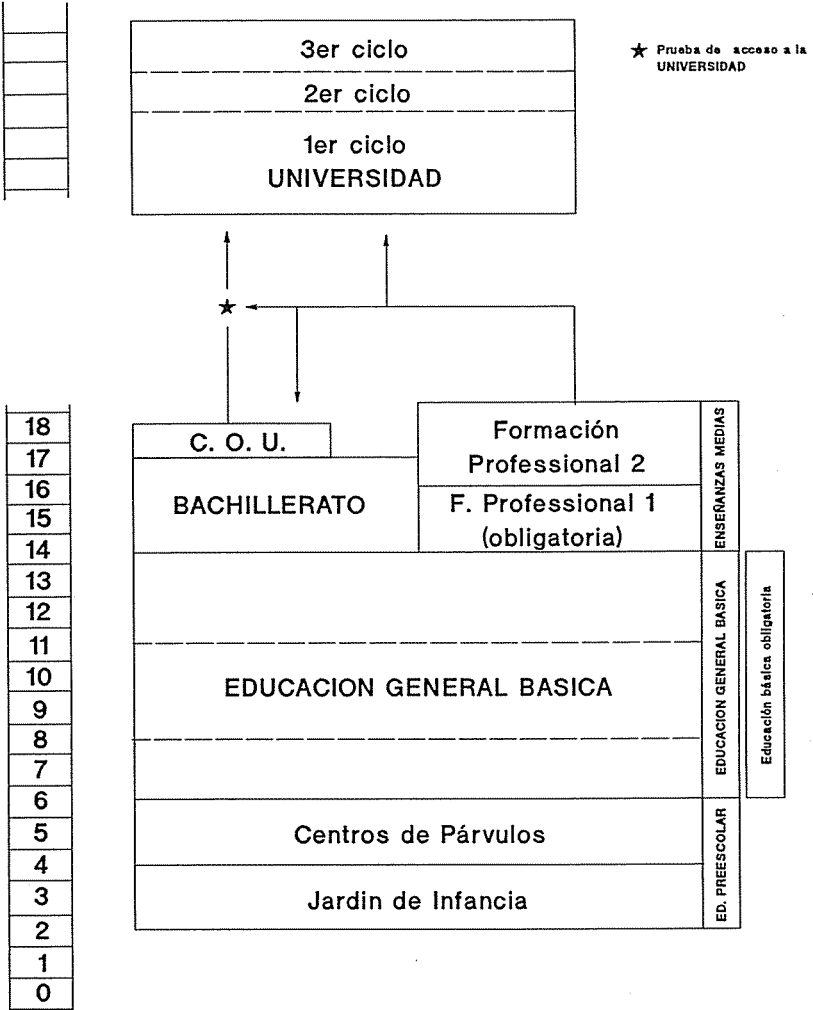 3er ciclo
2er ciclo
1er ciclo
UNIVERSIDAD
★ Prueba de acceso a la
UNIVERSIDAD
18
17
16
15
14
13
12
11
10
9
8
7
6
5
4
3
2
1
0
C. O. U.
BACHILLERATO
Formación
Professional 2
F. Professional 1
(obligatoria)
ENSEÑANZAS MEDIAS
EDUCACION GENERAL BASICA
EDUCACION GENERAL BASICA
Educación básica obligatoria
Centros de Párvulos
Jardin de Infancia
ED. PREESCOLAR